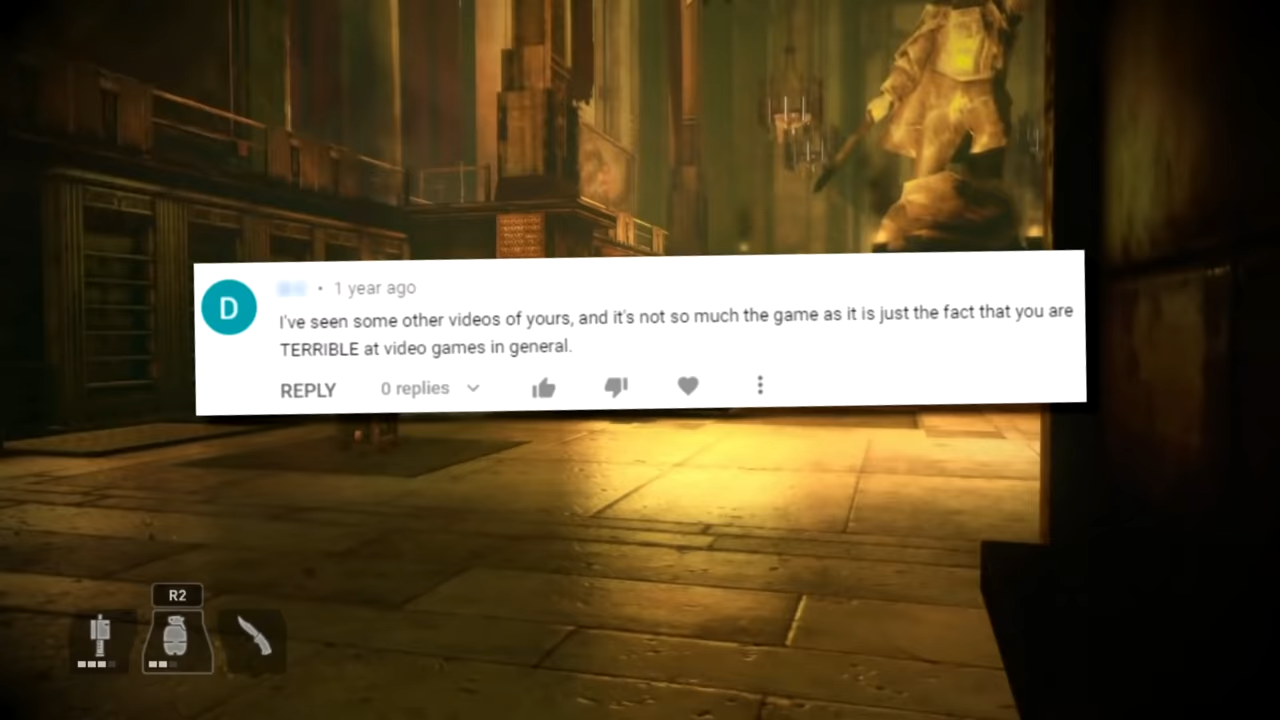 D
• 1 year ago
I've seen some other videos of yours, and it's not so much the game as it is just the fact that you are
TERRIBLE at video games in general.
REPLY 0 replies
R2